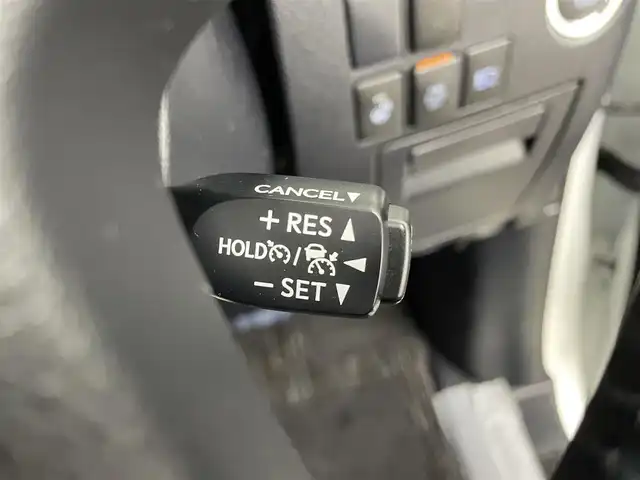 CANCEL▼
+ RES ▲
HOLD / ◀
− SET ▼